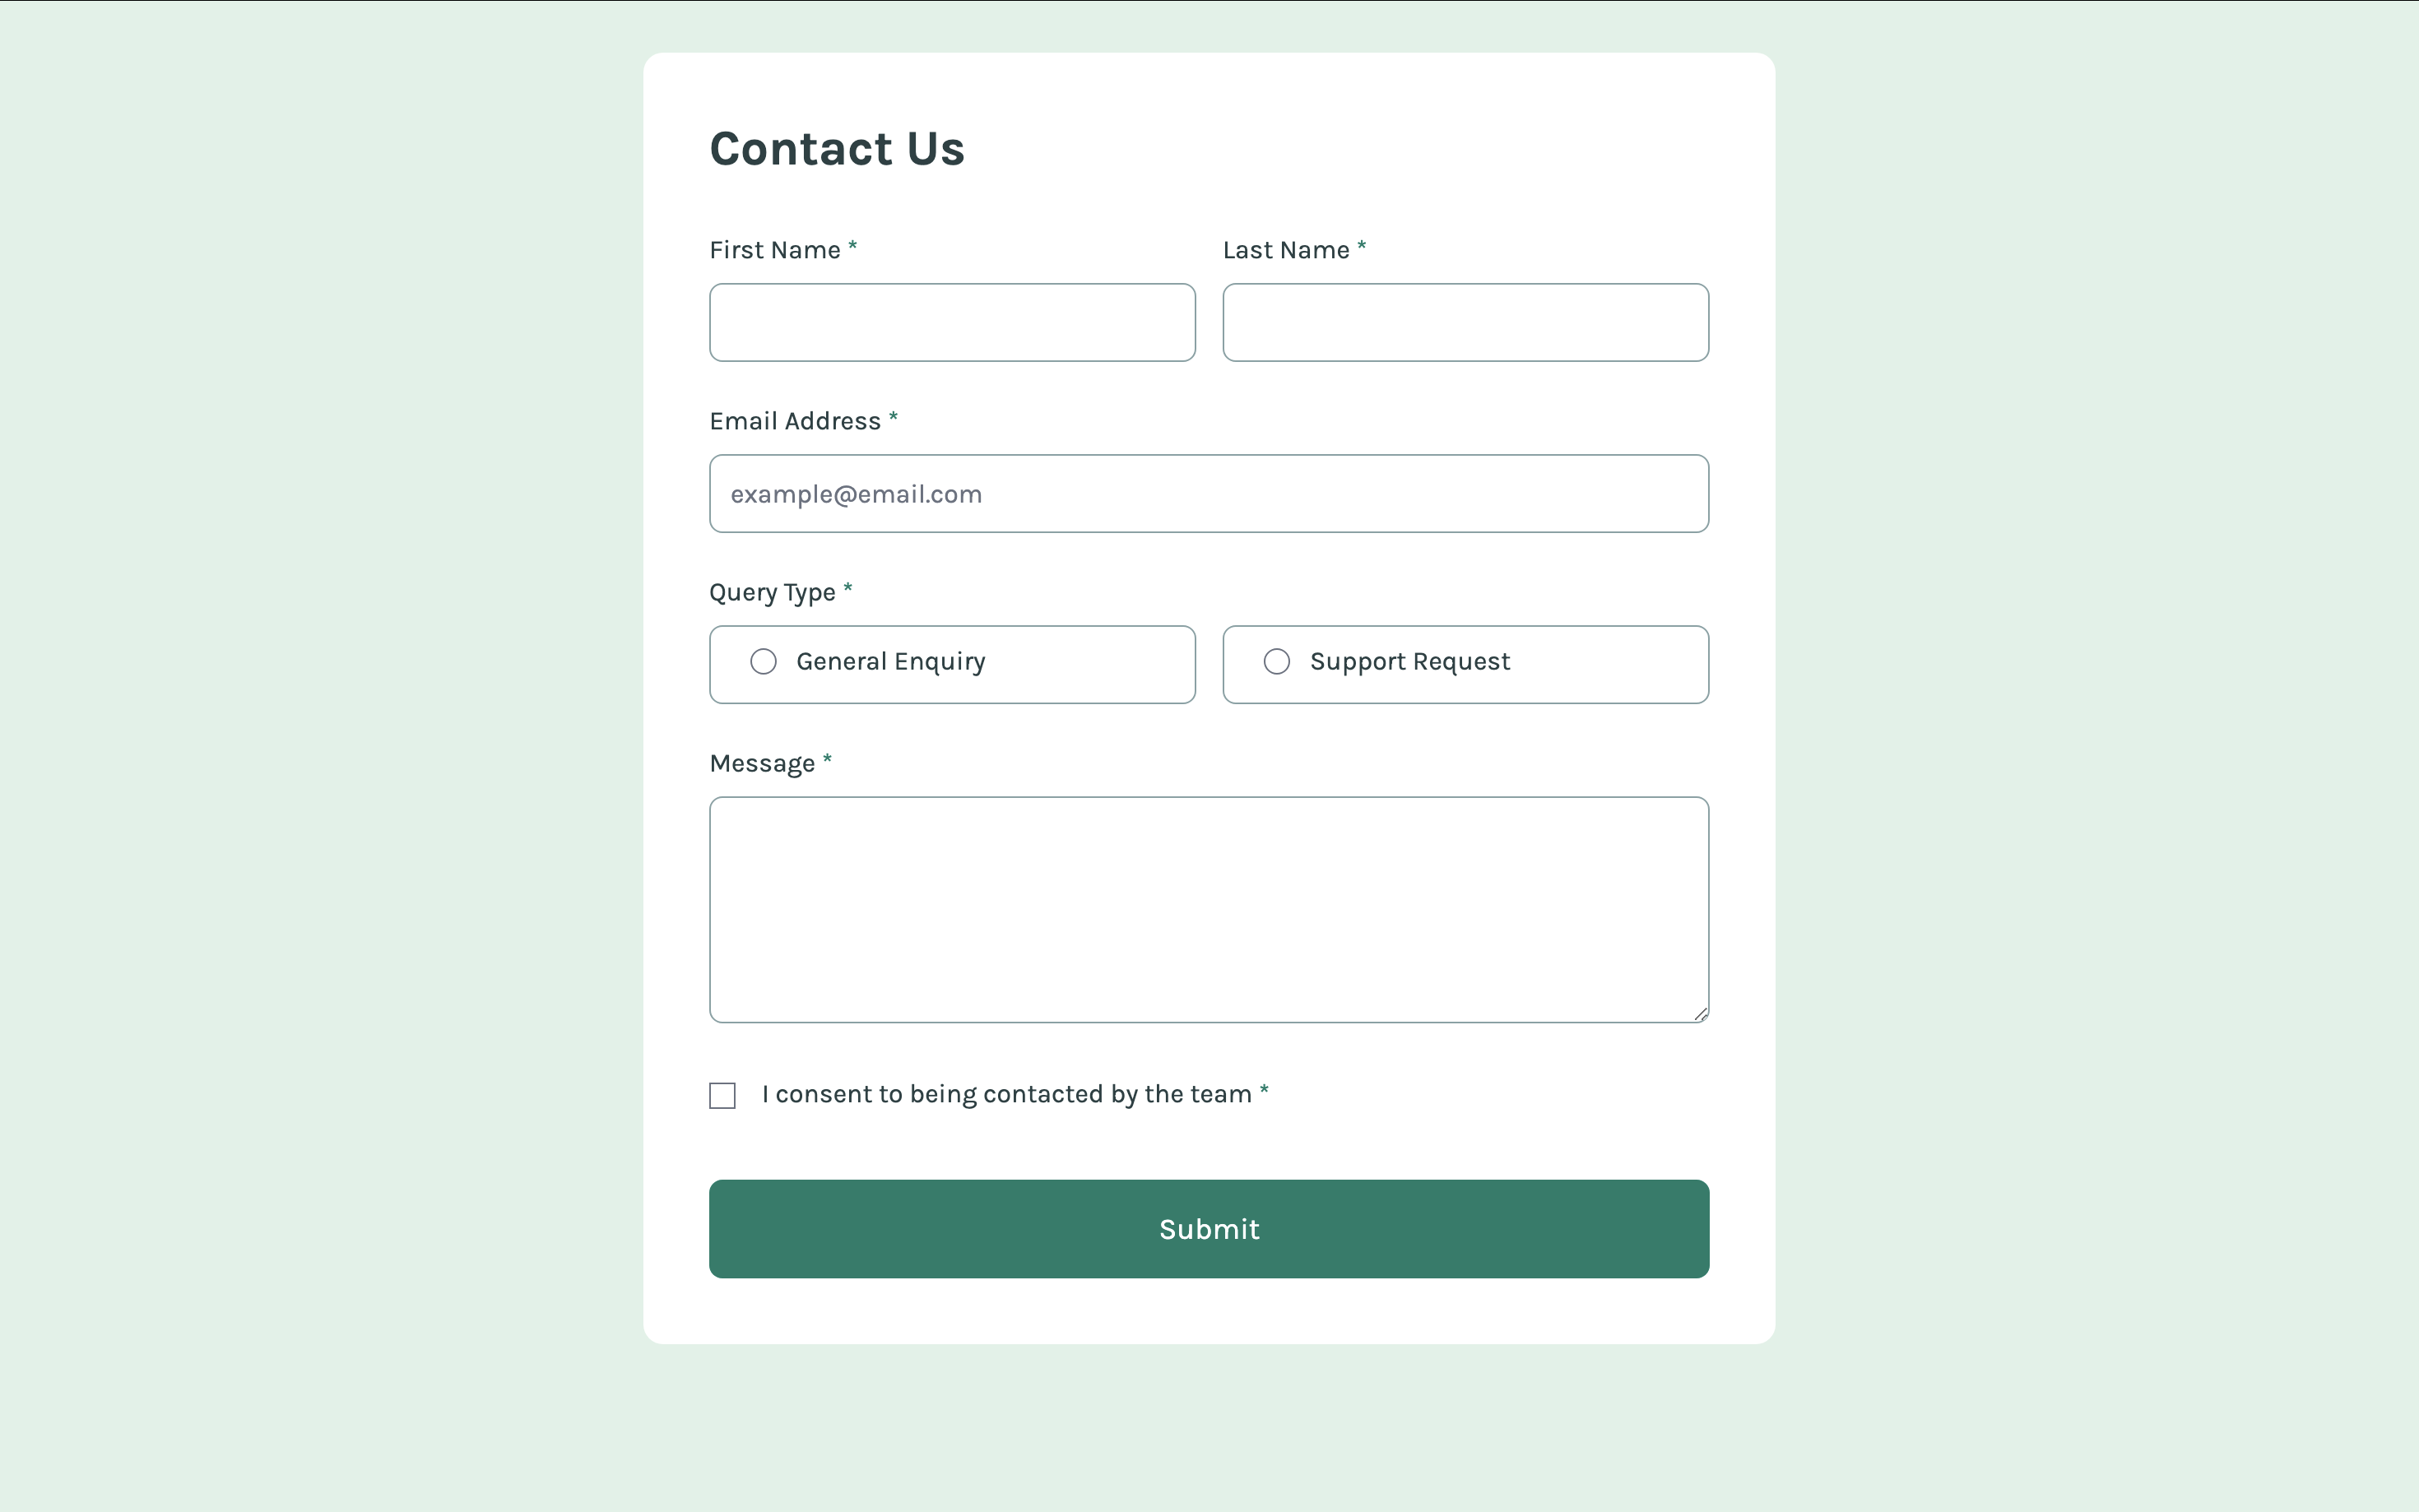 Contact Us
First Name *
Last Name *
Email Address *
example@email.com
Query Type *
General Enquiry
Support Request
Message *
I consent to being contacted by the team *
Submit